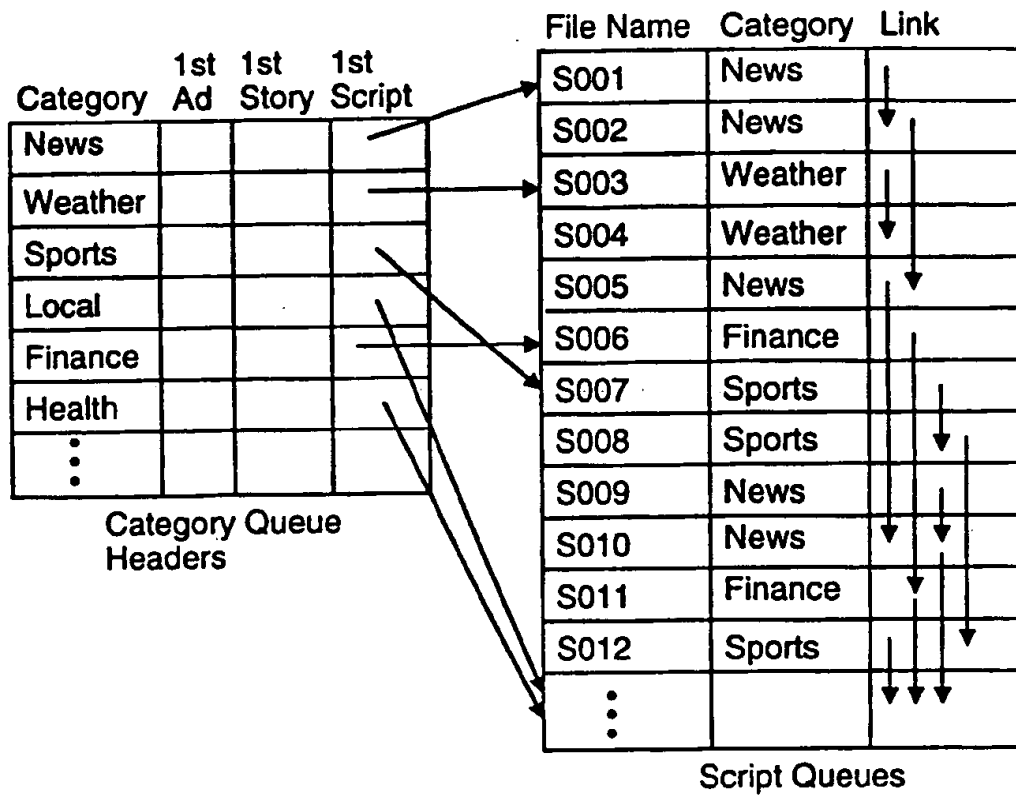 Category 1st Ad 1st Story 1st Script
News
Weather
Sports
Local
Finance
Health
Category Queue
Headers
File Name Category Link
S001 News
S002 News
S003 Weather
S004 Weather
S005 News
S006 Finance
S007 Sports
S008 Sports
S009 News
S010 News
S011 Finance
S012 Sports
Script Queues